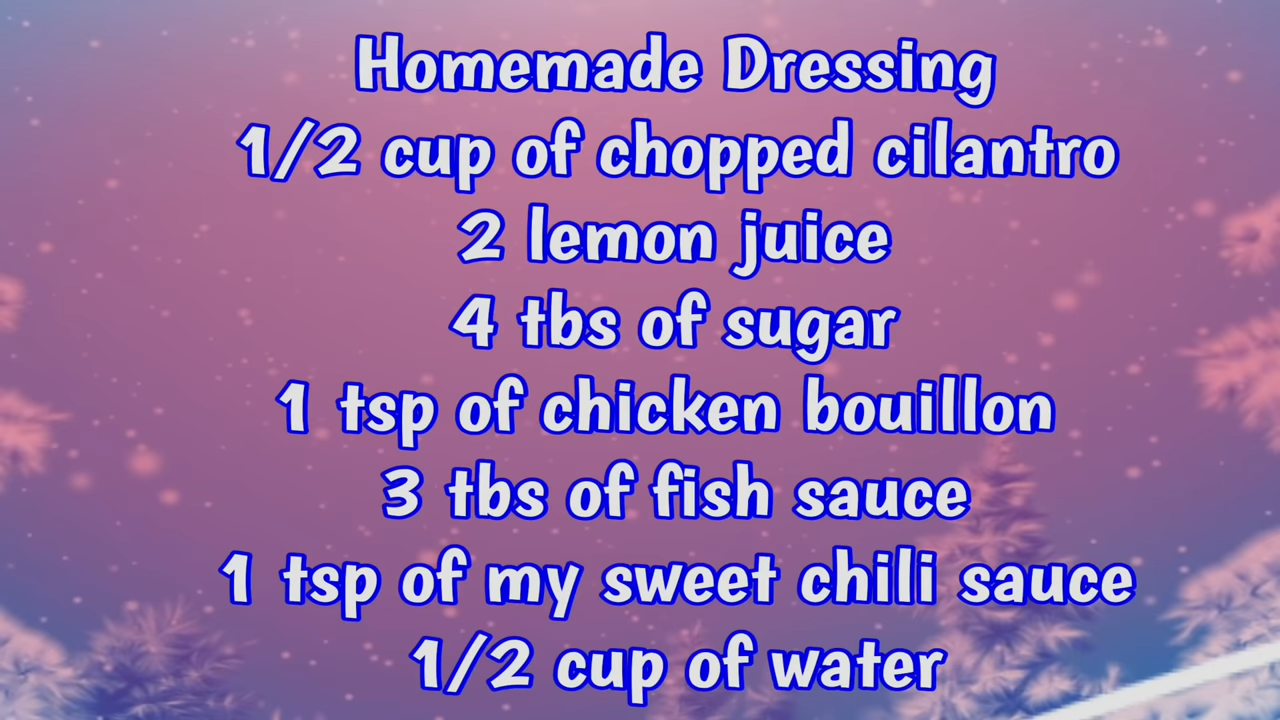 Homemade Dressing
1/2 cup of chopped cilantro
2 lemon juice
4 tbs of sugar
1 tsp of chicken bouillon
3 tbs of fish sauce
1 tsp of my sweet chili sauce
1/2 cup of water